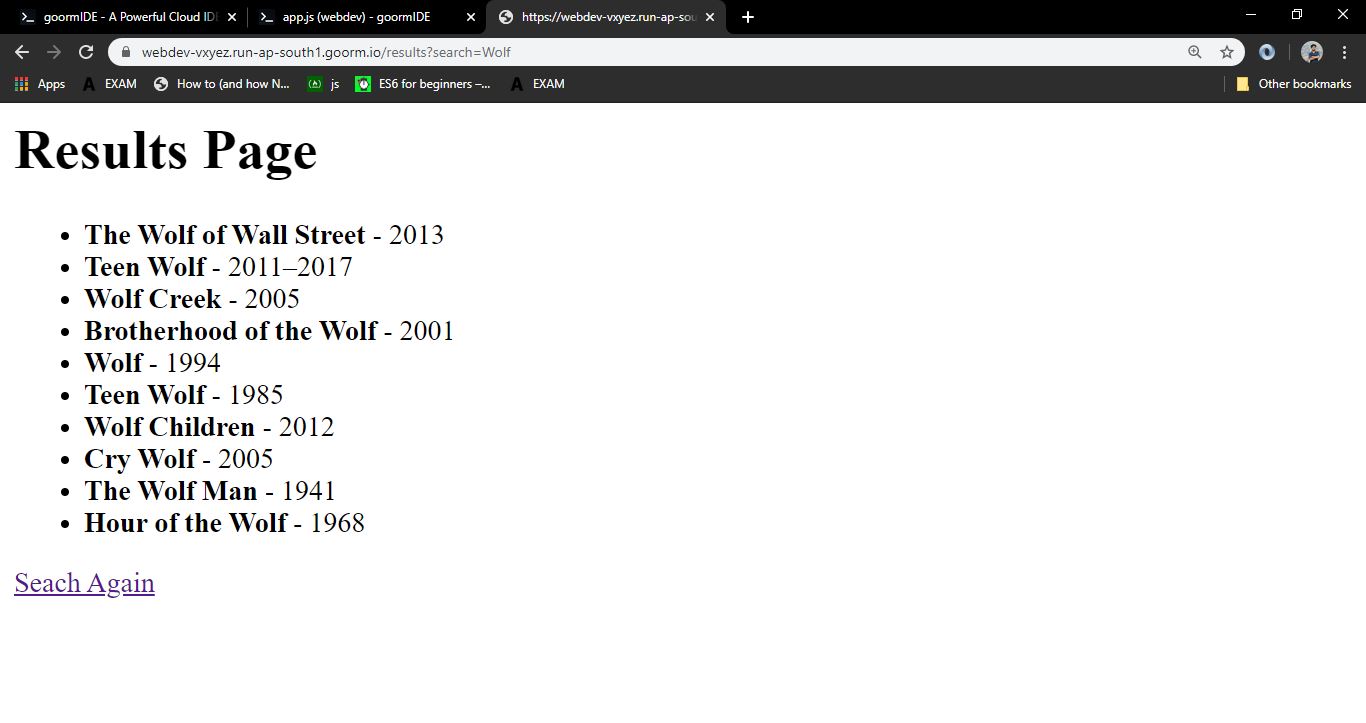 goormIDE - A Powerful Cloud IDE
app.js (webdev) - goormIDE
https://webdev-vxyez.run-ap-sou
webdev-vxyez.run-ap-south1.goorm.io/results?search=Wolf
Apps
EXAM
How to (and how N...
js
ES6 for beginners –...
EXAM
Other bookmarks
Results Page
The Wolf of Wall Street - 2013
Teen Wolf - 2011–2017
Wolf Creek - 2005
Brotherhood of the Wolf - 2001
Wolf - 1994
Teen Wolf - 1985
Wolf Children - 2012
Cry Wolf - 2005
The Wolf Man - 1941
Hour of the Wolf - 1968
Seach Again